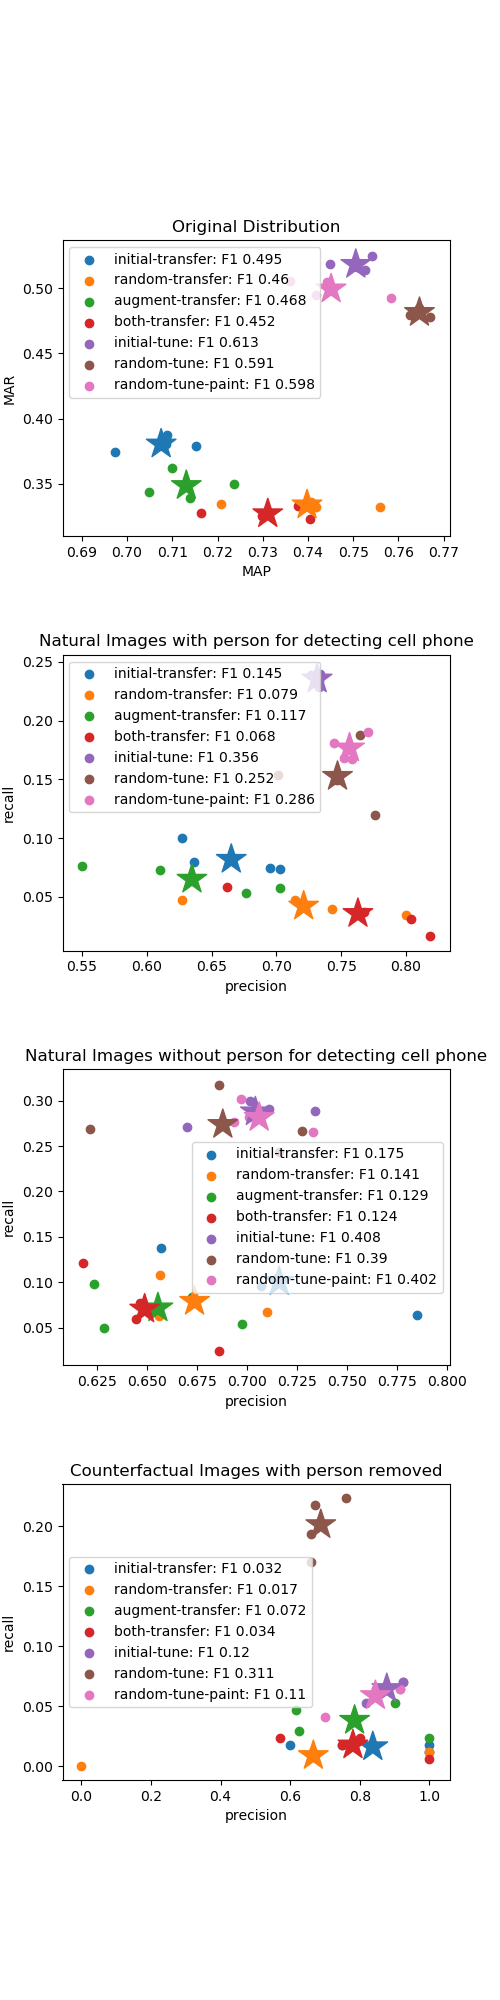 Original Distribution
0.50
0.45
0.40
0.35
MAR
initial-transfer: F1 0.495
random-transfer: F1 0.46
augment-transfer: F1 0.468
both-transfer: F1 0.452
initial-tune: F1 0.613
random-tune: F1 0.591
random-tune-paint: F1 0.598
0.69 0.70 0.71 0.72 0.73 0.74 0.75 0.76 0.77
MAP
Natural Images with person for detecting cell phone
0.25
0.20
0.15
0.10
0.05
recall
initial-transfer: F1 0.145
random-transfer: F1 0.079
augment-transfer: F1 0.117
both-transfer: F1 0.068
initial-tune: F1 0.356
random-tune: F1 0.252
random-tune-paint: F1 0.286
0.55 0.60 0.65 0.70 0.75 0.80
precision
Natural Images without person for detecting cell phone
0.30
0.25
0.20
0.15
0.10
0.05
recall
initial-transfer: F1 0.175
random-transfer: F1 0.141
augment-transfer: F1 0.129
both-transfer: F1 0.124
initial-tune: F1 0.408
random-tune: F1 0.39
random-tune-paint: F1 0.402
0.625 0.650 0.675 0.700 0.725 0.750 0.775 0.800
precision
Counterfactual Images with person removed
0.20
0.15
0.10
0.05
0.00
recall
initial-transfer: F1 0.032
random-transfer: F1 0.017
augment-transfer: F1 0.072
both-transfer: F1 0.034
initial-tune: F1 0.12
random-tune: F1 0.311
random-tune-paint: F1 0.11
0.0 0.2 0.4 0.6 0.8 1.0
precision